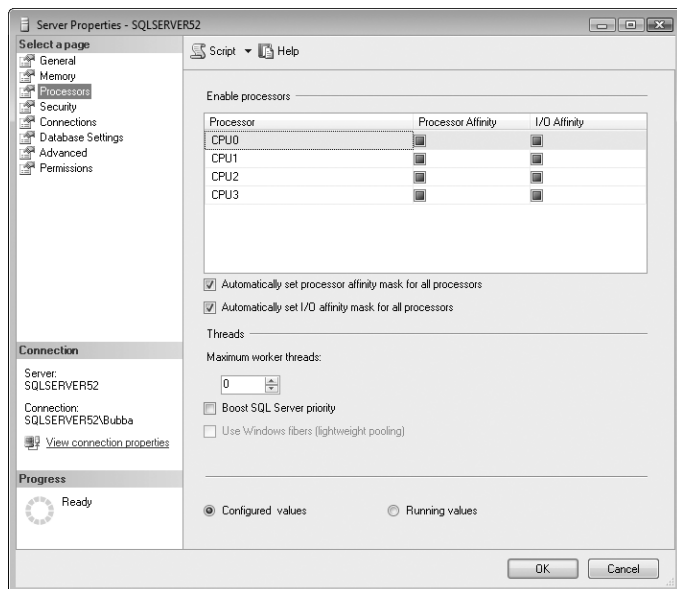 Server Properties - SQLSERVER52
Select a page
General
Memory
Processors
Security
Connections
Database Settings
Advanced
Permissions
Script
Help
Enable processors
Processor Processor Affinity I/O Affinity
CPU0
CPU1
CPU2
CPU3
Automatically set processor affinity mask for all processors
Automatically set I/O affinity mask for all processors
Threads
Maximum worker threads:
0
Boost SQL Server priority
Use Windows fibers (lightweight pooling)
Connection
Server:
SQLSERVER52
Connection:
SQLSERVER52\Bubba
View connection properties
Progress
Ready
Configured values Running values
OK Cancel